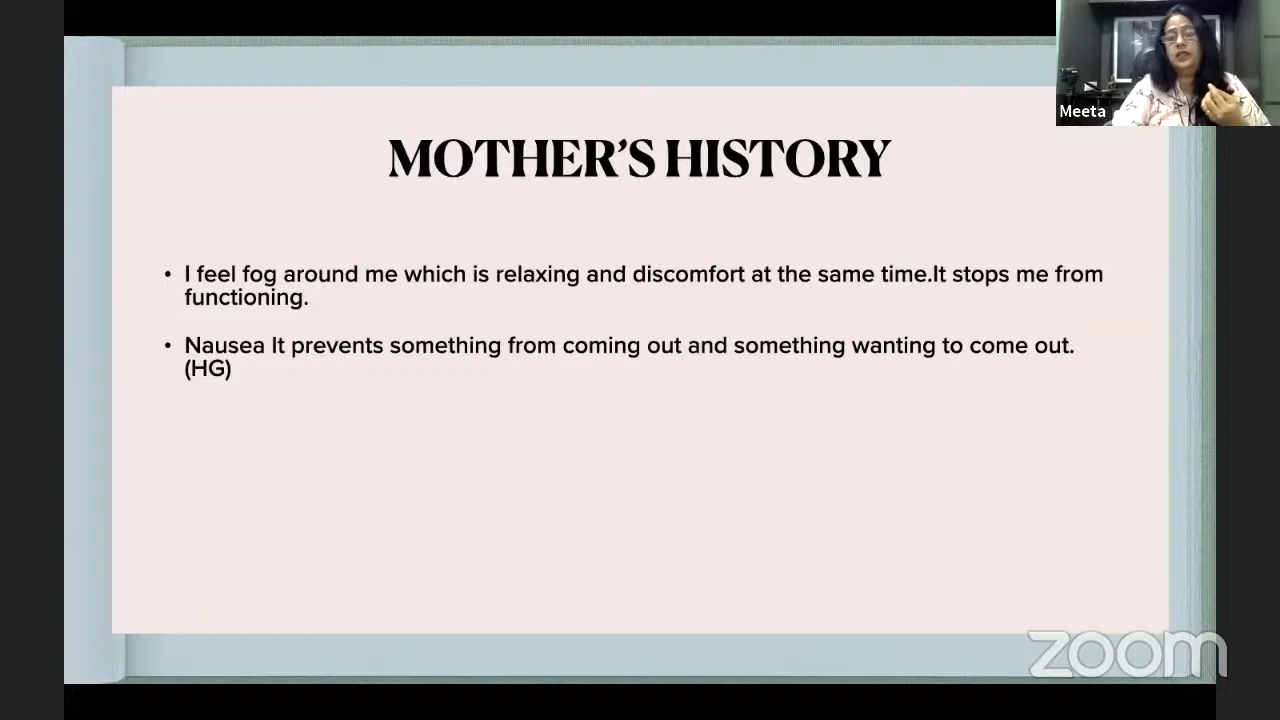 Meeta
MOTHER’S HISTORY
• I feel fog around me which is relaxing and discomfort at the same time.It stops me from
functioning.
• Nausea It prevents something from coming out and something wanting to come out.
(HG)
zoom